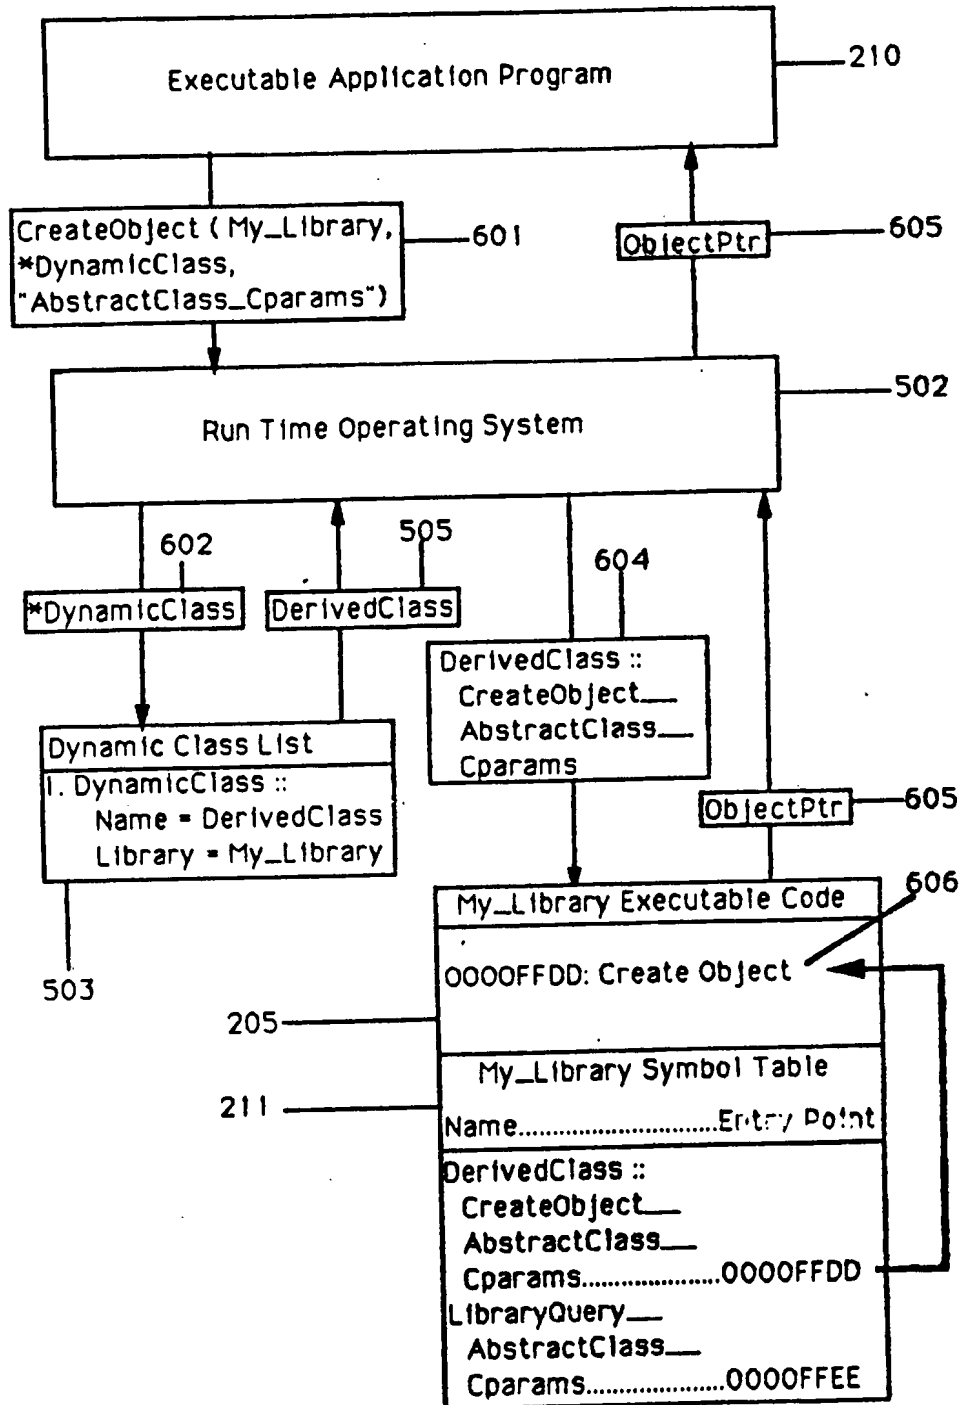 Executable Application Program
210
CreateObject ( My_Library,
*DynamicClass,
"AbstractClass_Cparams")
601
ObjectPtr
605
Run Time Operating System
502
602
*DynamicClass
505
DerivedClass
604
DerivedClass ::
CreateObject__
AbstractClass__
Cparams
Dynamic Class List
1. DynamicClass ::
Name = DerivedClass
Library = My_Library
503
ObjectPtr
605
606
My_Library Executable Code
0000FFDD: Create Object
205
My_Library Symbol Table
211
Name............................Entry Point
DerivedClass ::
CreateObject__
AbstractClass__
Cparams.....................0000FFDD
LibraryQuery__
AbstractClass__
Cparams.....................0000FFEE